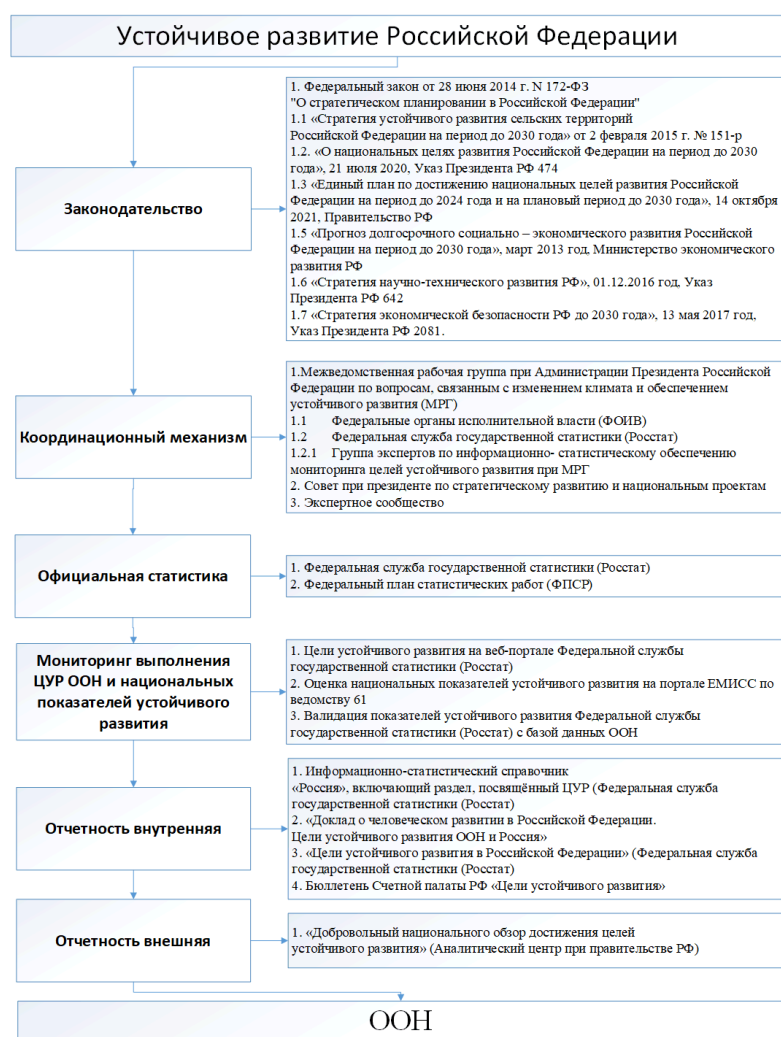 Устойчивое развитие Российской Федерации
Законодательство
1. Федеральный закон от 28 июня 2014 г. N 172-ФЗ
"О стратегическом планировании в Российской Федерации"
1.1 «Стратегия устойчивого развития сельских территорий
Российской Федерации на период до 2030 года» от 2 февраля 2015 г. № 151-р
1.2. «О национальных целях развития Российской Федерации на период до 2030
года», 21 июля 2020, Указ Президента РФ 474
1.3 «Единый план по достижению национальных целей развития Российской
Федерации на период до 2024 года и на плановый период до 2030 года», 14 октября
2021, Правительство РФ
1.5 «Прогноз долгосрочного социально – экономического развития Российской
Федерации на период до 2030 года», март 2013 год, Министерство экономического
развития РФ
1.6 «Стратегия научно-технического развития РФ», 01.12.2016 год, Указ
Президента РФ 642
1.7 «Стратегия экономической безопасности РФ до 2030 года», 13 мая 2017 год,
Указ Президента РФ 2081.
Координационный механизм
1.Межведомственная рабочая группа при Администрации Президента Российской
Федерации по вопросам, связанным с изменением климата и обеспечением
устойчивого развития (МРГ)
1.1 Федеральные органы исполнительной власти (ФОИВ)
1.2 Федеральная служба государственной статистики (Росстат)
1.2.1 Группа экспертов по информационно- статистическому обеспечению
мониторинга целей устойчивого развития при МРГ
2. Совет при президенте по стратегическому развитию и национальным проектам
3. Экспертное сообщество
Официальная статистика
1. Федеральная служба государственной статистики (Росстат)
2. Федеральный план статистических работ (ФПСР)
Мониторинг выполнения
ЦУР ООН и национальных
показателей устойчивого
развития
1. Цели устойчивого развития на веб-портале Федеральной службы
государственной статистики (Росстат)
2. Оценка национальных показателей устойчивого развития на портале ЕМИСС по
ведомству 61
3. Валидация показателей устойчивого развития Федеральной службы
государственной статистики (Росстат) с базой данных ООН
Отчетность внутренняя
1. Информационно-статистический справочник
«Россия», включающий раздел, посвящённый ЦУР (Федеральная служба
государственной статистики (Росстат)
2. «Доклад о человеческом развитии в Российской Федерации.
Цели устойчивого развития ООН и Россия»
3. «Цели устойчивого развития в Российской Федерации» (Федеральная служба
государственной статистики (Росстат)
4. Бюллетень Счетной палаты РФ «Цели устойчивого развития»
Отчетность внешняя
1. «Добровольный национального обзор достижения целей
устойчивого развития» (Аналитический центр при правительстве РФ)
ООН